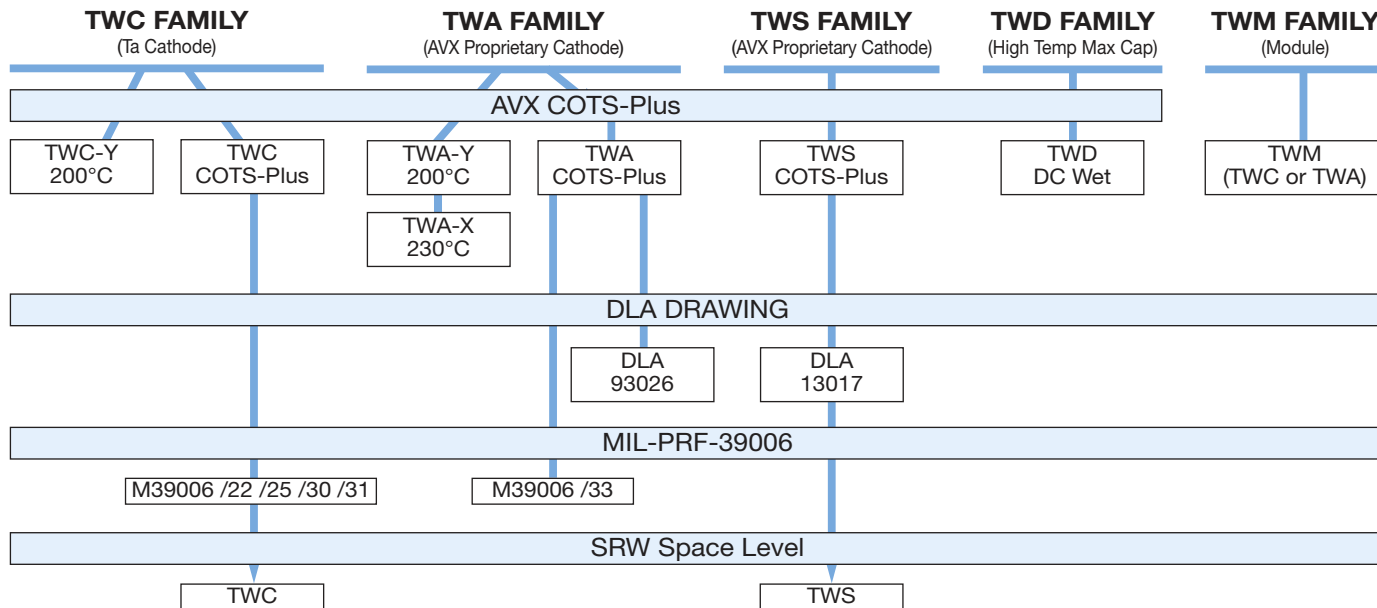 TWC FAMILY
(Ta Cathode)
TWA FAMILY
(AVX Proprietary Cathode)
TWS FAMILY
(AVX Proprietary Cathode)
TWD FAMILY
(High Temp Max Cap)
TWM FAMILY
(Module)
AVX COTS-Plus
TWC-Y
200°C
TWC
COTS-Plus
TWA-Y
200°C
TWA
COTS-Plus
TWS
COTS-Plus
TWD
DC Wet
TWM
(TWC or TWA)
TWA-X
230°C
DLA DRAWING
DLA
93026
DLA
13017
MIL-PRF-39006
M39006 /22 /25 /30 /31
M39006 /33
SRW Space Level
TWC
TWS